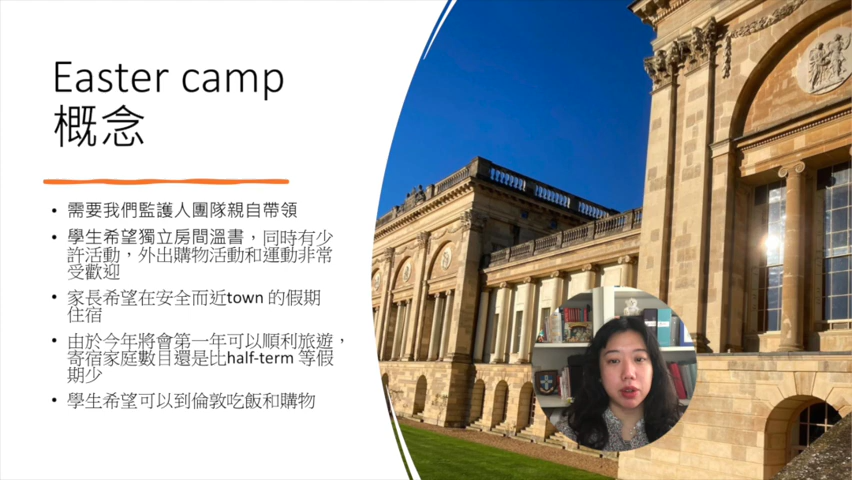 Easter camp
概念
• 需要我們監護人團隊親自帶領
• 學生希望獨立房間溫書，同時有少
許活動，外出購物活動和運動非常
受歡迎
• 家長希望在安全而近town 的假期
住宿
• 由於今年將會第一年可以順利旅遊，
寄宿家庭數目還是比half-term 等假
期少
• 學生希望可以到倫敦吃飯和購物